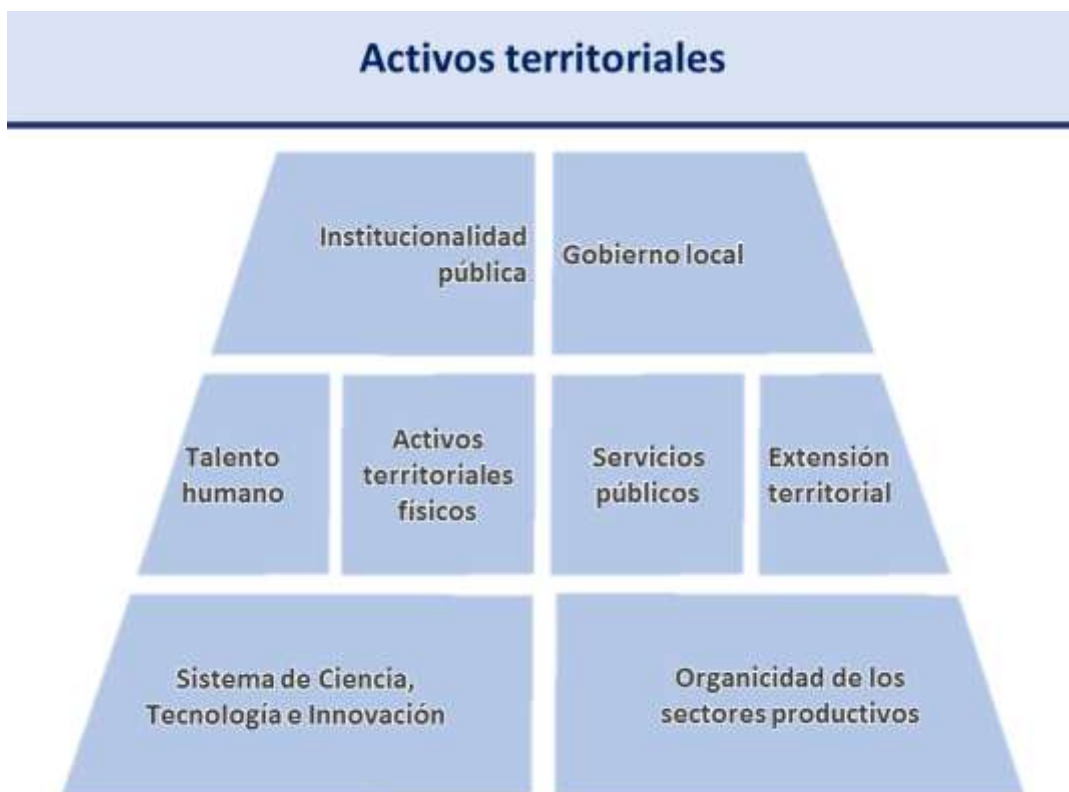 Activos territoriales
Institucionalidad
pública
Gobierno local
Talento
humano
Activos
territoriales
físicos
Servicios
públicos
Extensión
territorial
Sistema de Ciencia,
Tecnología e Innovación
Organicidad de los
sectores productivos